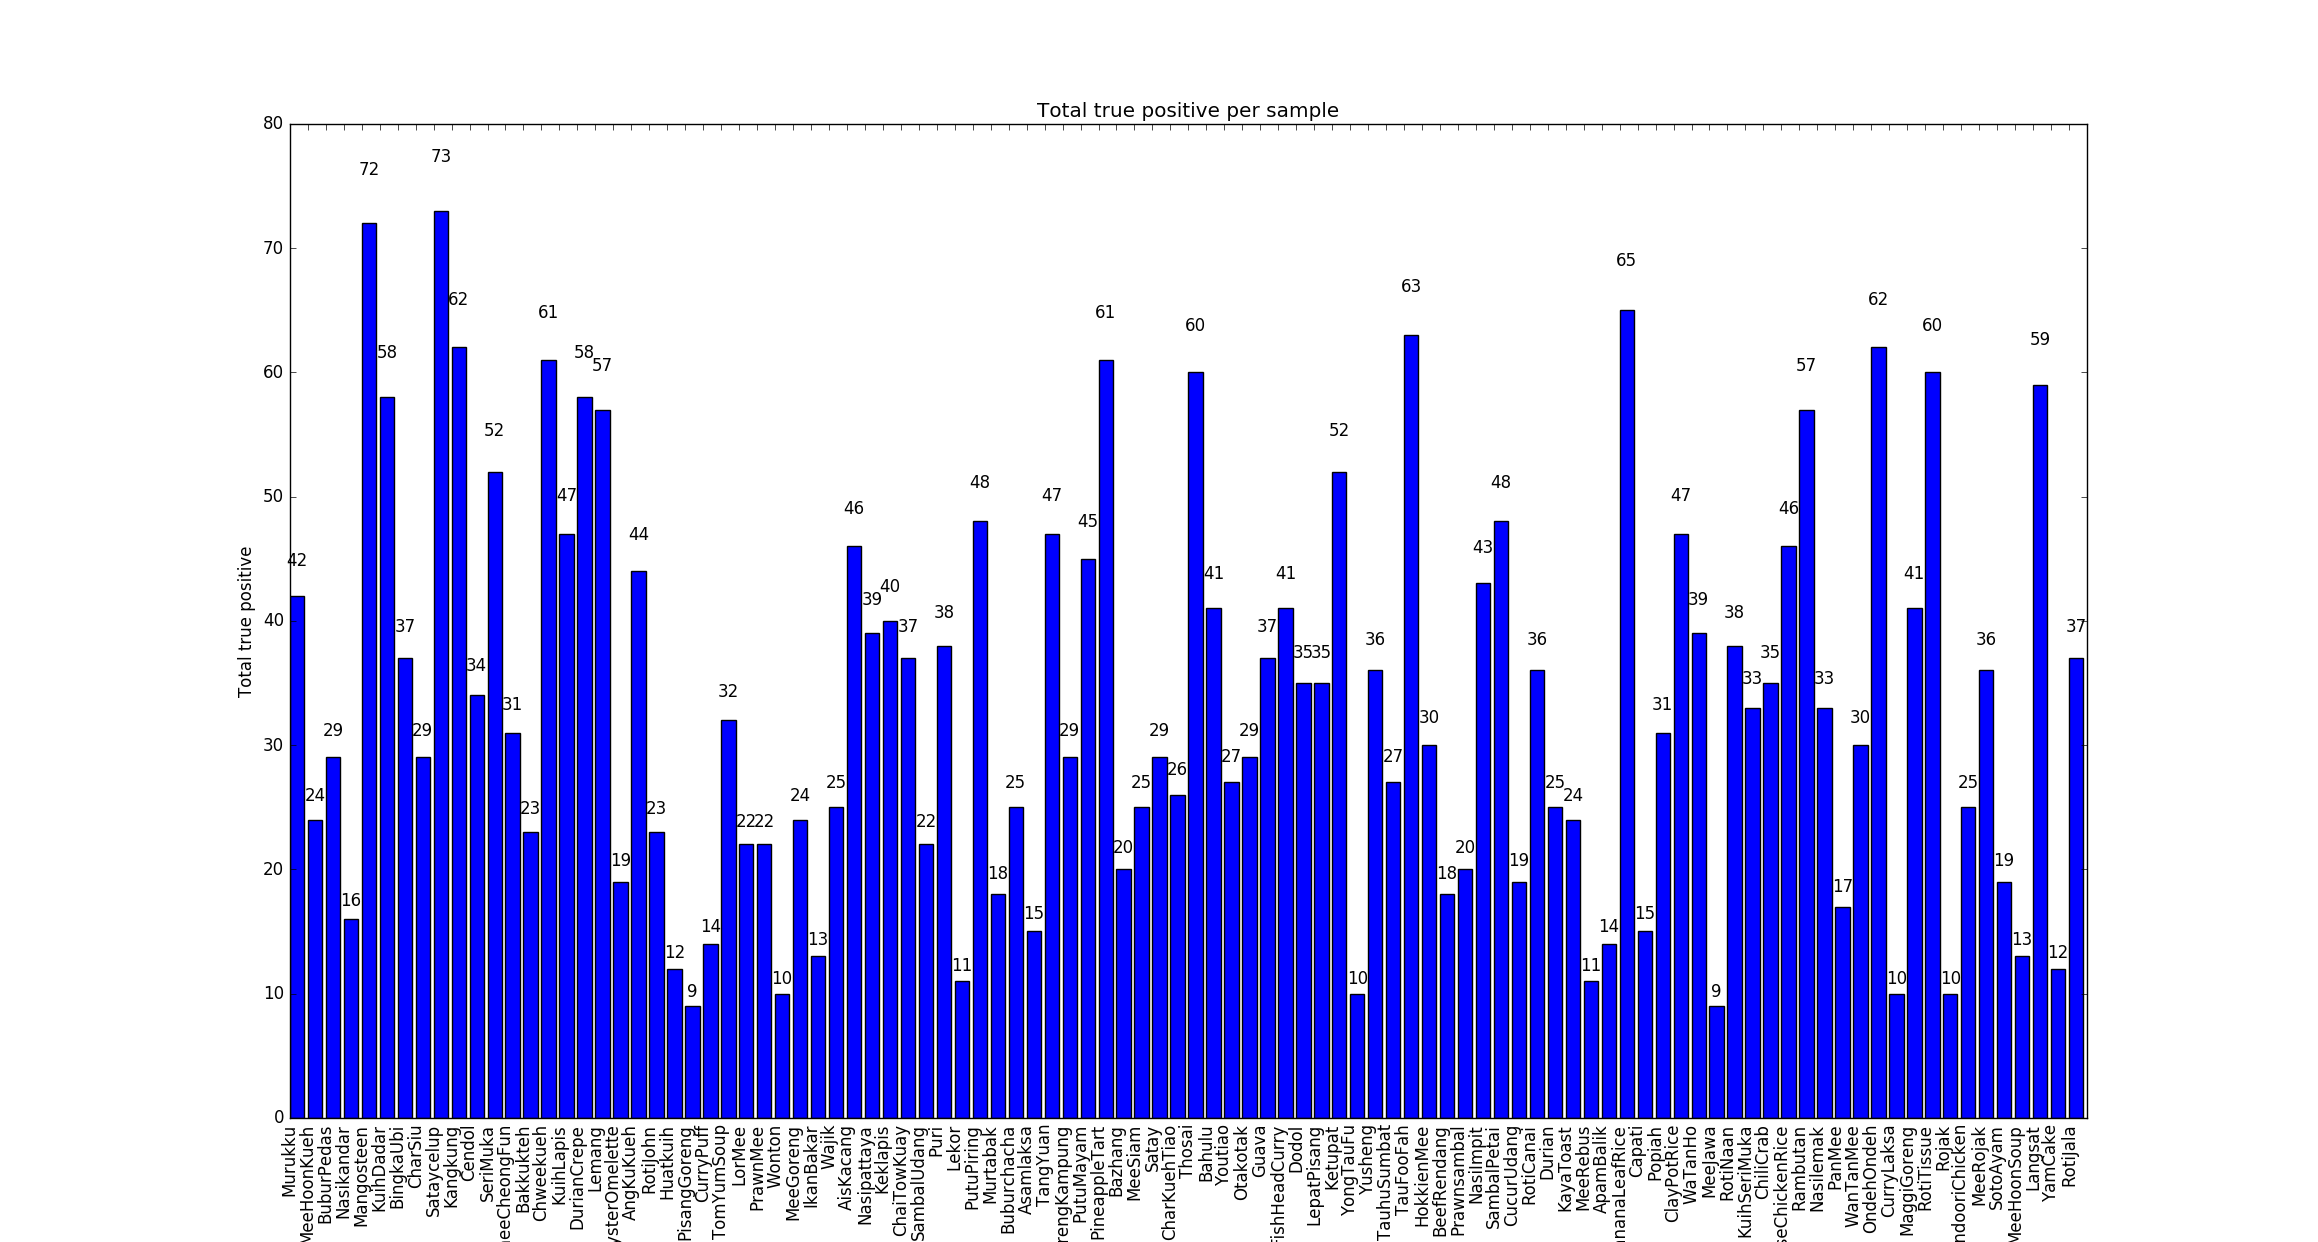 Total true positive per sample
Total true positive
80
70
60
50
40
30
20
10
0
42
24
29
16
72
58
37
29
73
62
34
52
31
23
61
47
58
57
19
44
23
12
9
14
32
22
22
10
24
13
25
46
39
40
37
22
38
11
48
18
25
15
47
29
45
61
20
25
29
26
60
41
27
29
37
41
35
35
52
10
36
27
63
30
18
20
43
48
19
36
25
24
11
14
65
15
31
47
39
9
38
33
35
46
57
33
17
30
62
10
41
60
10
25
36
19
13
59
12
37
Murukku
MeeHoonKueh
BuburPedas
Nasikandar
Mangosteen
KuihDadar
BingkaUbi
CharSiu
Sataycelup
Kangkung
Cendol
SeriMuka
eeCheongFun
Bakkukteh
Chweekueh
KuihLapis
DurianCrepe
Lemang
ysterOmelette
AngKuKueh
RotiJohn
Huatkuih
PisangGoreng
CurryPuff
TomYumSoup
LorMee
PrawnMee
Wonton
MeeGoreng
IkanBakar
Wajik
AisKacang
Nasipattaya
Keklapis
ChaiTowKuay
SambalUdang
Puri
Lekor
PutuPiring
Murtabak
Buburchacha
Asamlaksa
TangYuan
rengKampung
PutuMayam
PineappleTart
Bazhang
MeeSiam
Satay
CharKuehTiao
Thosai
Bahulu
Youtiao
Otakotak
Guava
FishHeadCurry
Dodol
LepatPisang
Ketupat
YongTauFu
Yusheng
TauhuSumbat
TauFooFah
HokkienMee
BeefRendang
Prawnsambal
NasiImpit
SambalPetai
CucurUdang
RotiCanai
Durian
KayaToast
MeeRebus
ApamBalik
nanaLeafRice
Capati
Popiah
ClayPotRice
WaTanHo
MeeJawa
RotiNaan
KuihSeriMuka
ChiliCrab
seChickenRice
Rambutan
Nasilemak
PanMee
WanTanMee
OndehOndeh
CurryLaksa
MaggiGoreng
RotiTissue
Rojak
ndooriChicken
MeeRojak
SotoAyam
MeeHoonSoup
Langsat
YamCake
RotiJala